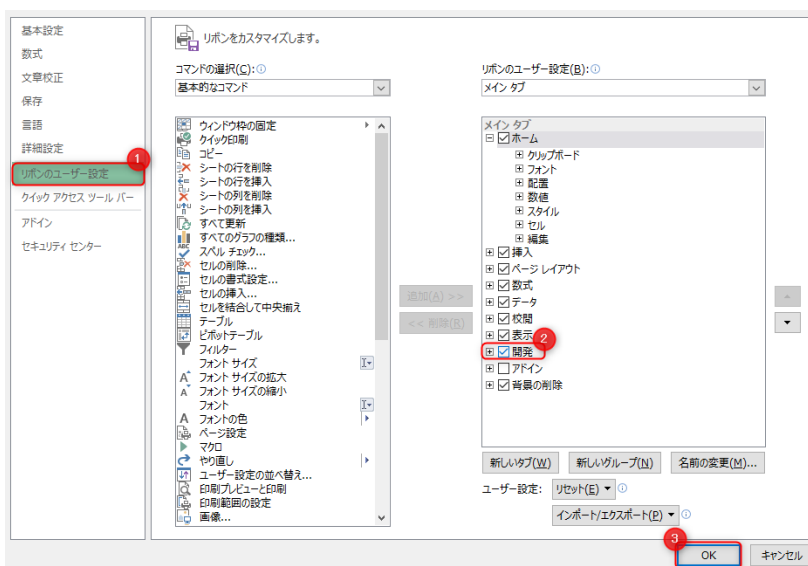 基本設定
数式
文章校正
保存
言語
詳細設定
1
リボンのユーザー設定
クイック アクセス ツール バー
アドイン
セキュリティ センター
リボンをカスタマイズします。
コマンドの選択(C):
基本的なコマンド
ウィンドウ枠の固定
クイック印刷
コピー
シートの行を削除
シートの行を挿入
シートの列を削除
シートの列を挿入
すべて更新
すべてのグラフの種類...
スペル チェック...
セルの削除...
セルの書式設定...
セルの挿入...
セルを結合して中央揃え
テーブル
ピボットテーブル
フィルター
フォント サイズ
フォント サイズの拡大
フォント サイズの縮小
フォント
フォントの色
ページ設定
マクロ
やり直し
ユーザー設定の並べ替え...
印刷プレビューと印刷
印刷範囲の設定
画像...
追加(A) >>
<< 削除(R)
リボンのユーザー設定(B):
メイン タブ
メイン タブ
ホーム
クリップボード
フォント
配置
数値
スタイル
セル
編集
挿入
ページ レイアウト
数式
データ
校閲
表示
2
開発
アドイン
背景の削除
新しいタブ(W) 新しいグループ(N) 名前の変更(M)...
ユーザー設定: リセット(E)
インポート/エクスポート(P)
3
OK キャンセル